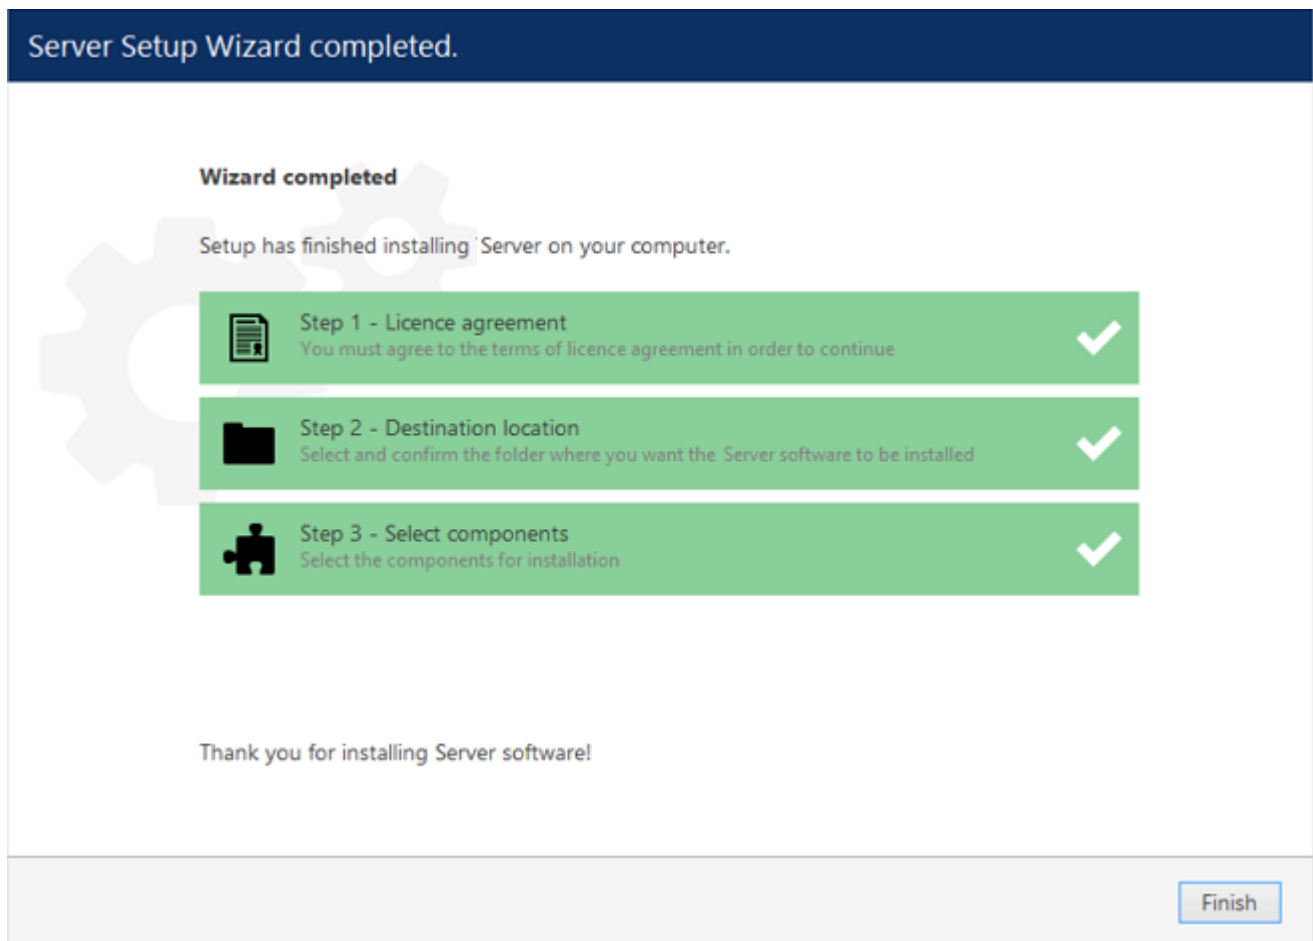 Server Setup Wizard completed.
Wizard completed
Setup has finished installing Server on your computer.
Step 1 - Licence agreement
You must agree to the terms of licence agreement in order to continue
Step 2 - Destination location
Select and confirm the folder where you want the Server software to be installed
Step 3 - Select components
Select the components for installation
Thank you for installing Server software!
Finish